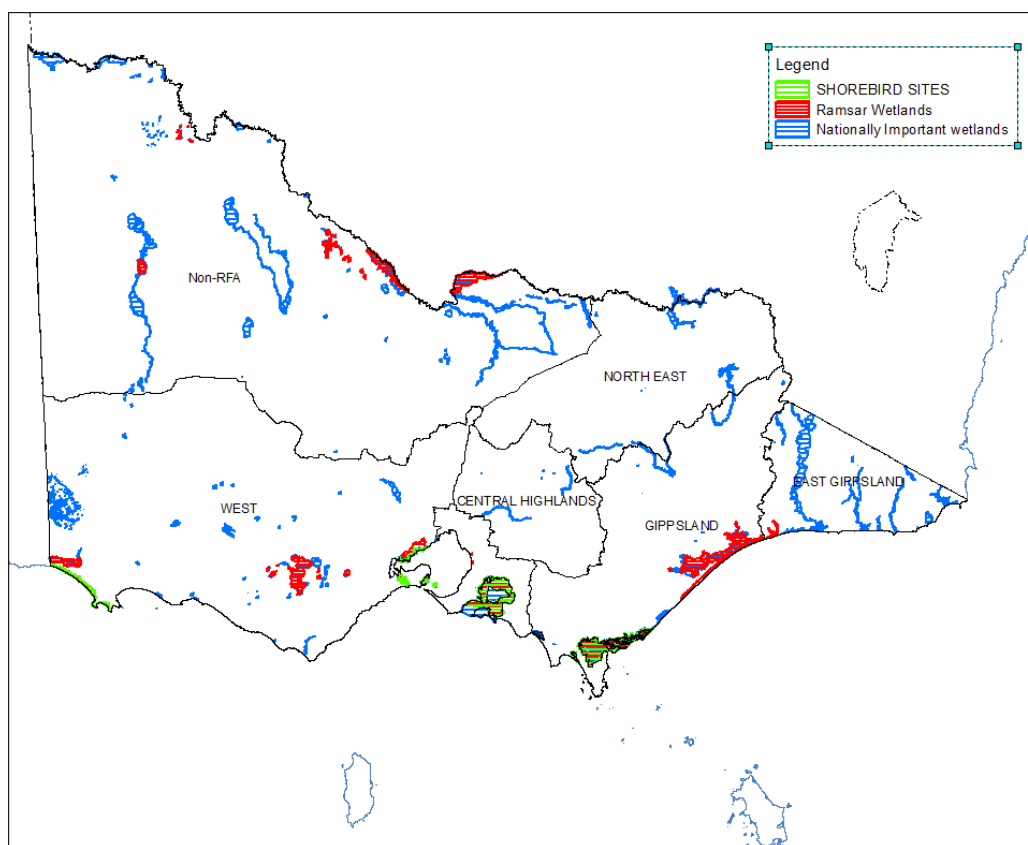 Legend
SHOREBIRD SITES
Ramsar Wetlands
Nationally Important wetlands
Non-RFA
NORTH EAST
WEST
CENTRAL HIGHLANDS
EAST GIPPSLAND
GIPPSLAND